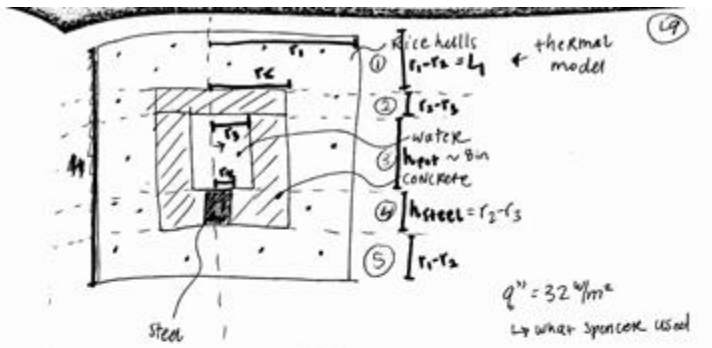 L9
Rice hulls
thermal
model
r₁
① r₁-r₂ = L₁
r₂
② r₂-r₃
r₃
water
③ hpot ~ 8in
concrete
r₄
④ hsteel = r₂-r₃
⑤ r₁-r₂
steel
q" = 32 W/m²
↳ what spencer used